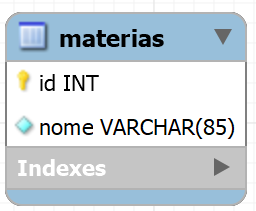 materias
id INT
nome VARCHAR(85)
Indexes